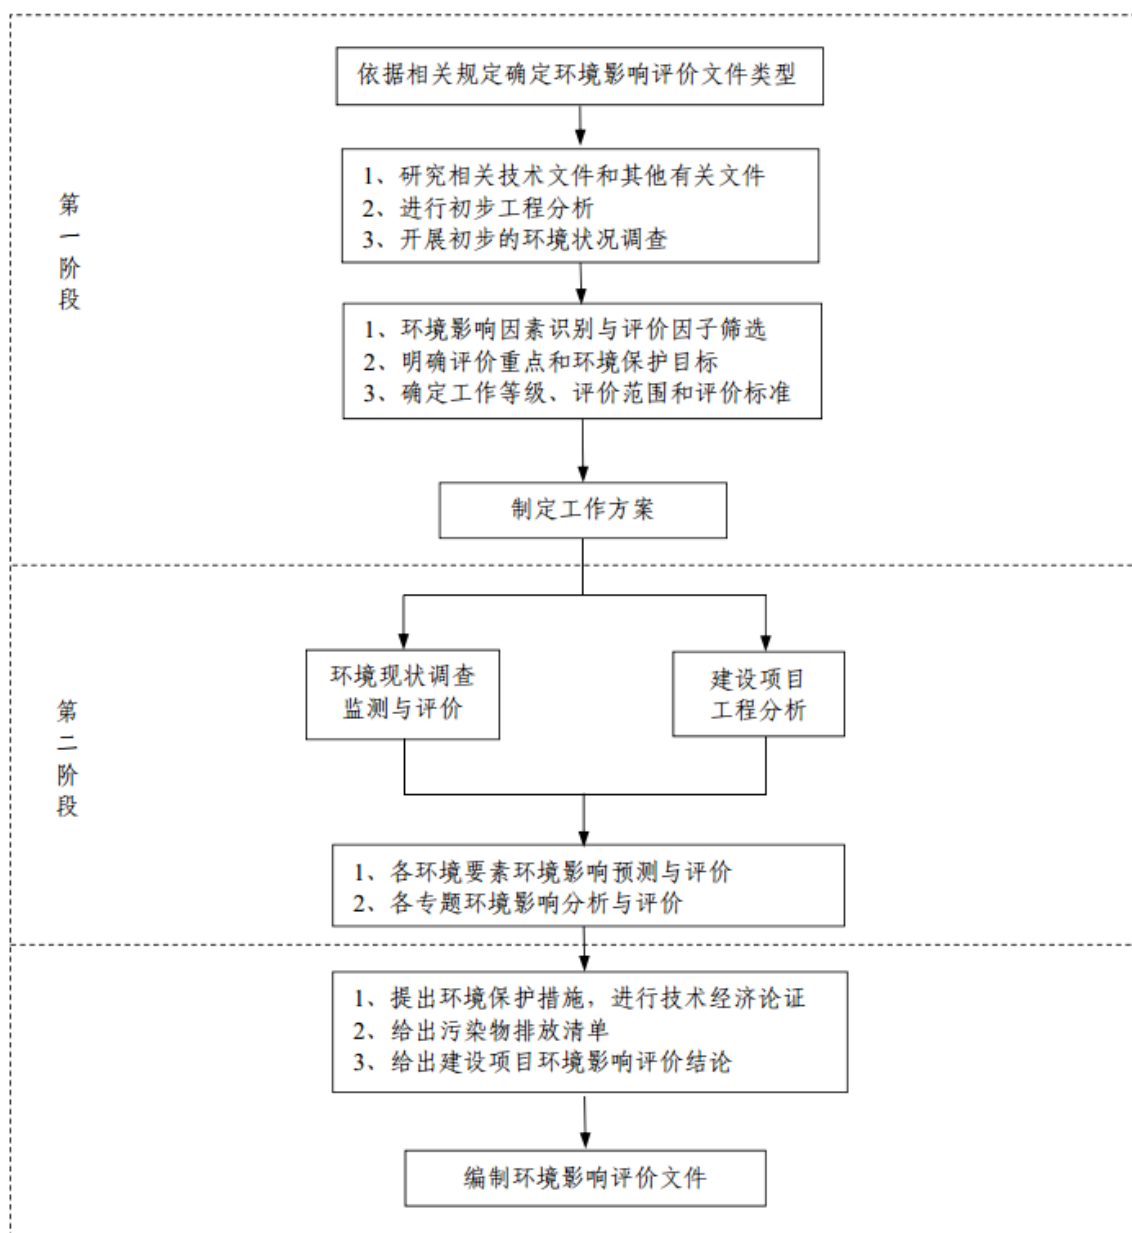 依据相关规定确定环境影响评价文件类型
第一阶段
1、研究相关技术文件和其他有关文件
2、进行初步工程分析
3、开展初步的环境状况调查
1、环境影响因素识别与评价因子筛选
2、明确评价重点和环境保护目标
3、确定工作等级、评价范围和评价标准
制定工作方案
第二阶段
环境现状调查
监测与评价
建设项目
工程分析
1、各环境要素环境影响预测与评价
2、各专题环境影响分析与评价
1、提出环境保护措施，进行技术经济论证
2、给出污染物排放清单
3、给出建设项目环境影响评价结论
编制环境影响评价文件